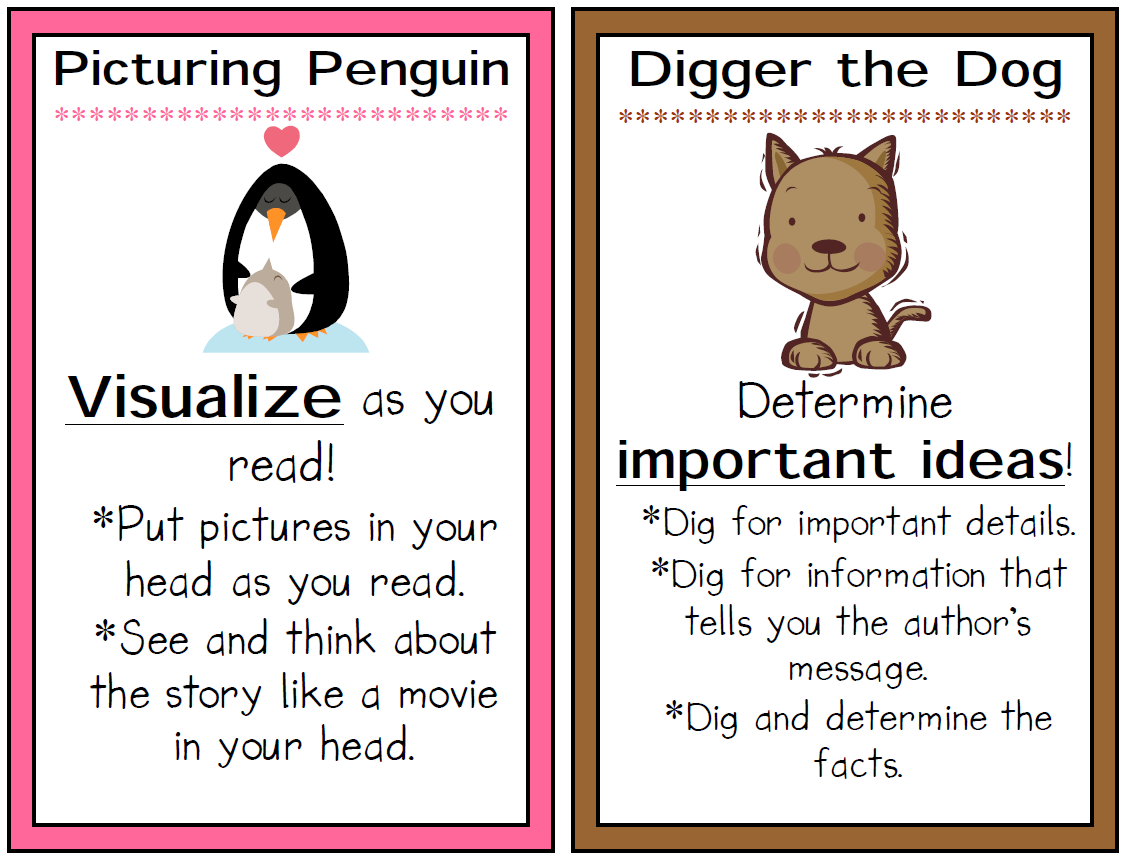 Picturing Penguin
**************************
Visualize as you
read!
*Put pictures in your
head as you read.
*See and think about
the story like a movie
in your head.
Digger the Dog
**************************
Determine
important ideas!
*Dig for important details.
*Dig for information that
tells you the author's
message.
*Dig and determine the
facts.